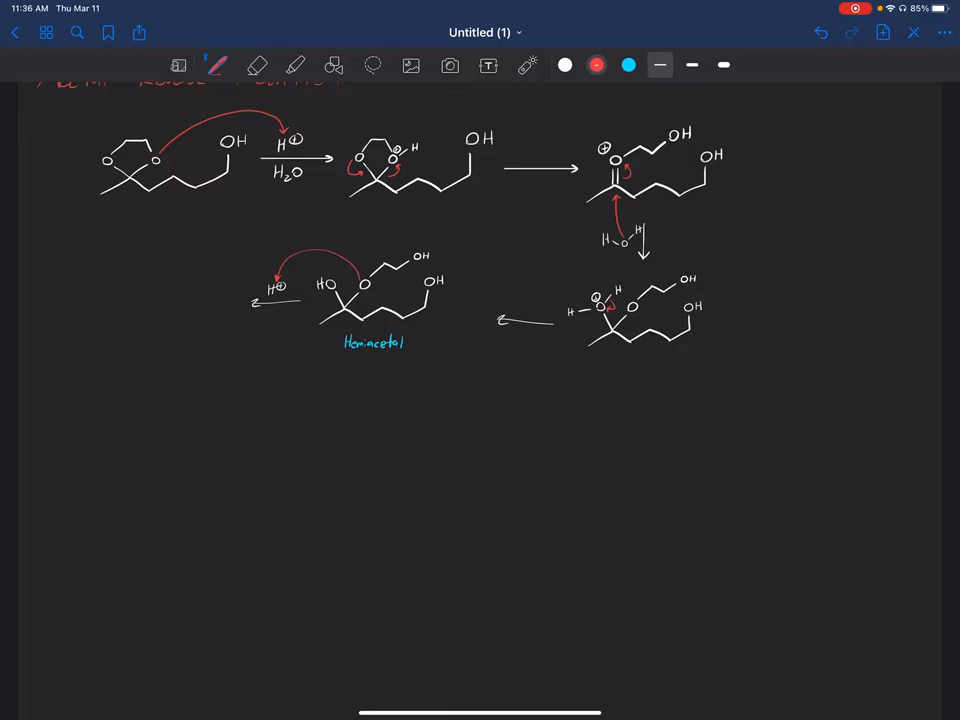 11:36 AM Thu Mar 11
85%
Untitled (1)
T
O O OH
H⊕
H₂O
O O⊕ H OH
⊕ O OH
OH
H O H
HO O OH
OH
H⊕
Hemiacetal
H O⊕ H O OH
OH